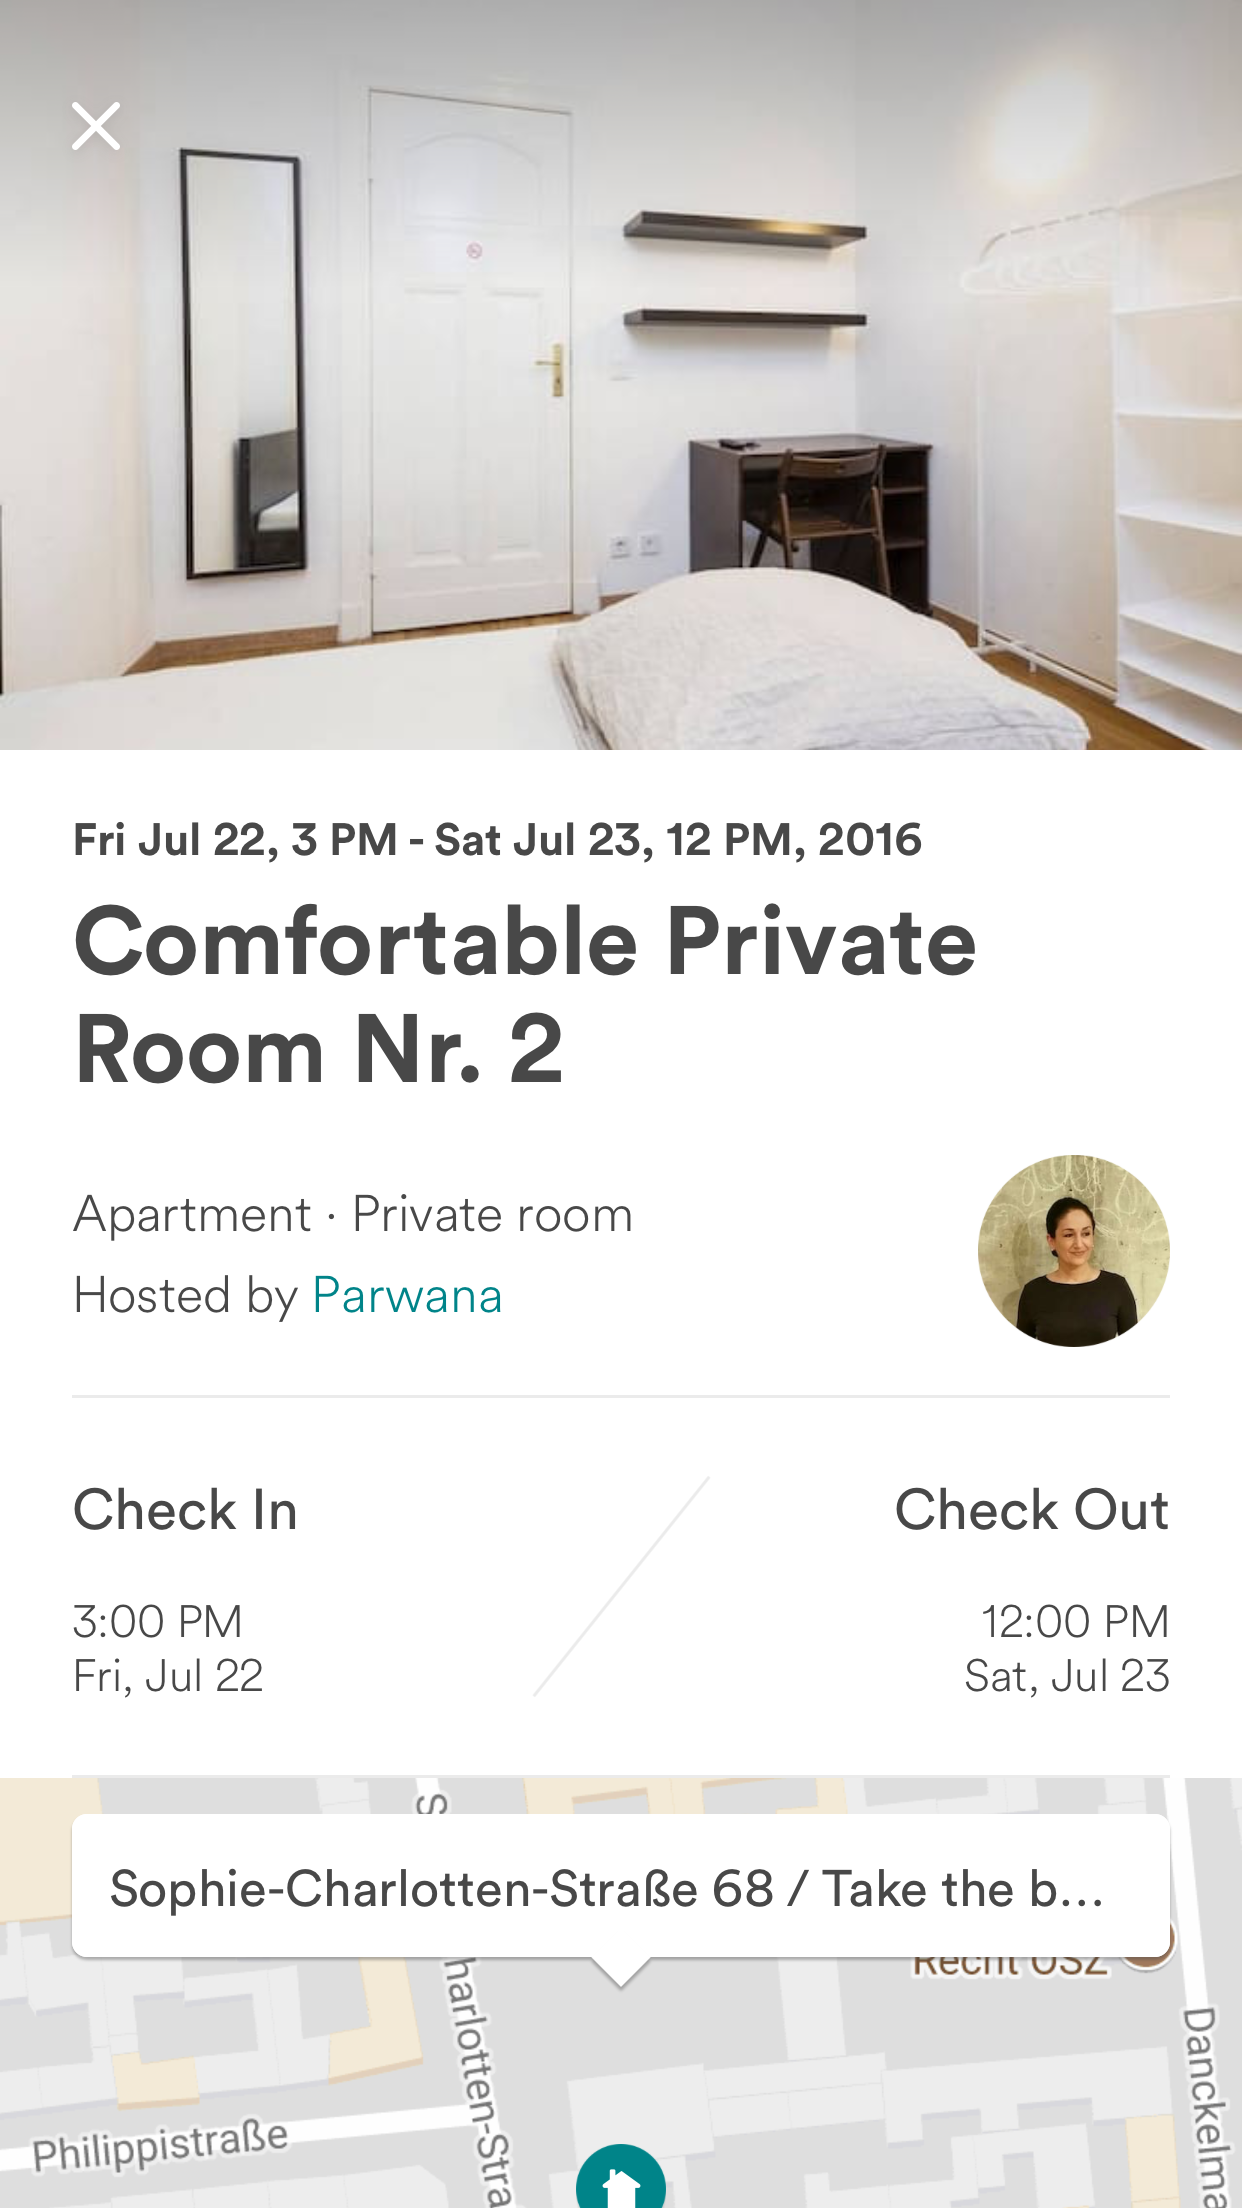 Fri Jul 22, 3 PM - Sat Jul 23, 12 PM, 2016
Comfortable Private
Room Nr. 2
Apartment · Private room
Hosted by Parwana
Check In
Check Out
3:00 PM
12:00 PM
Fri, Jul 22
Sat, Jul 23
S
Sophie-Charlotten-Straße 68 / Take the b...
Recht OSZ
harlotten-Stra
Danckelma
Philippistraße